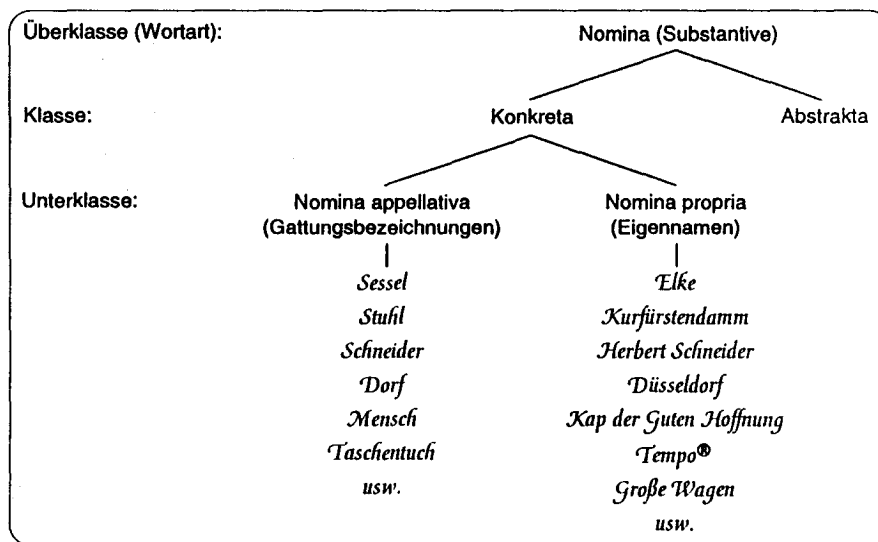 Überklasse (Wortart): Nomina (Substantive)
Klasse: Konkreta Abstrakta
Unterklasse: Nomina appellativa Nomina propria
(Gattungsbezeichnungen) (Eigennamen)
Sessel Elke
Stuhl Kurfürstendamm
Schneider Herbert Schneider
Dorf Düsseldorf
Mensch Kap der Guten Hoffnung
Taschentuch Tempo®
usw. Große Wagen
usw.